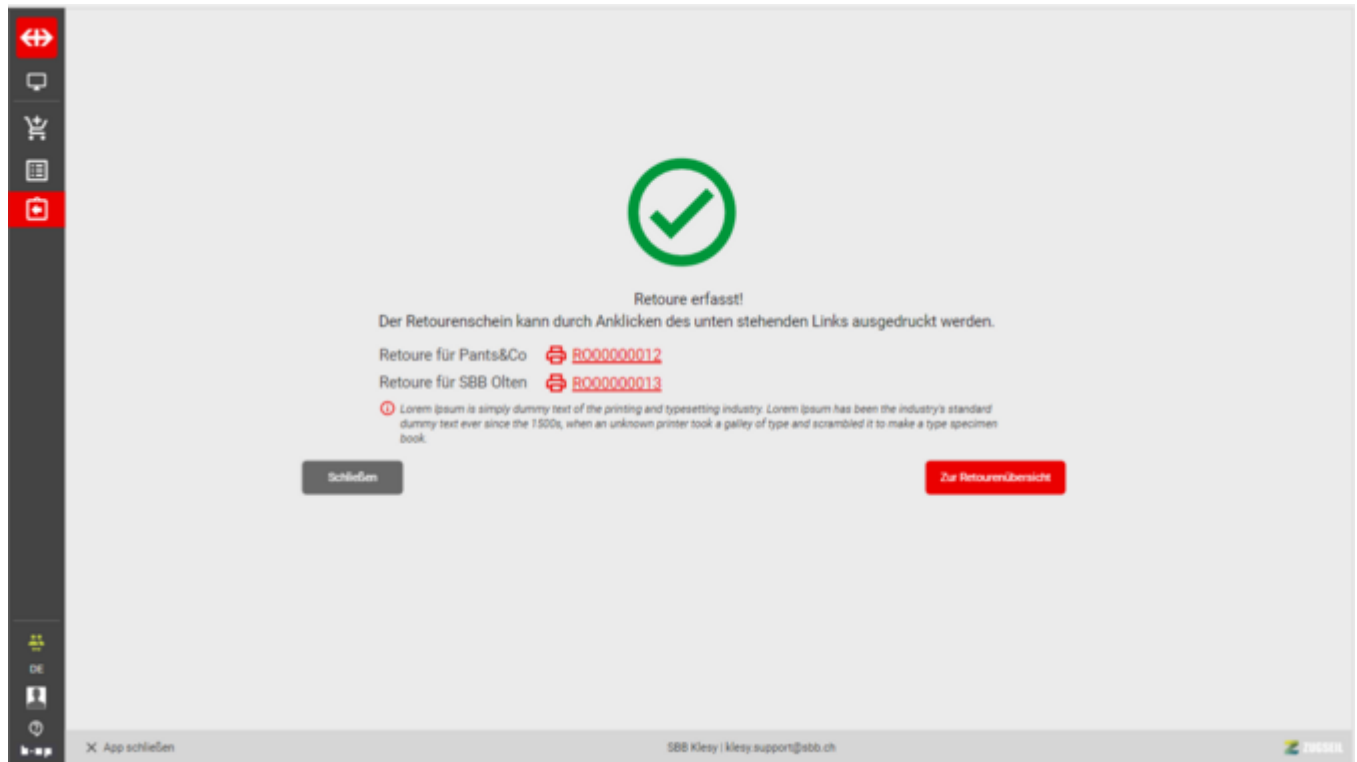 Retoure erfasst!
Der Retourenschein kann durch Anklicken des unten stehenden Links ausgedruckt werden.
Retoure für Pants&Co RO00000012
Retoure für SBB Olten RO00000013
Lorem Ipsum is simply dummy text of the printing and typesetting industry. Lorem Ipsum has been the industry's standard
dummy text ever since the 1500s, when an unknown printer took a galley of type and scrambled it to make a type specimen
book.
Schließen
Zur Retourenübersicht
DE
App schließen
SBB Klesy | klesy.support@sbb.ch
ZUGSEIL